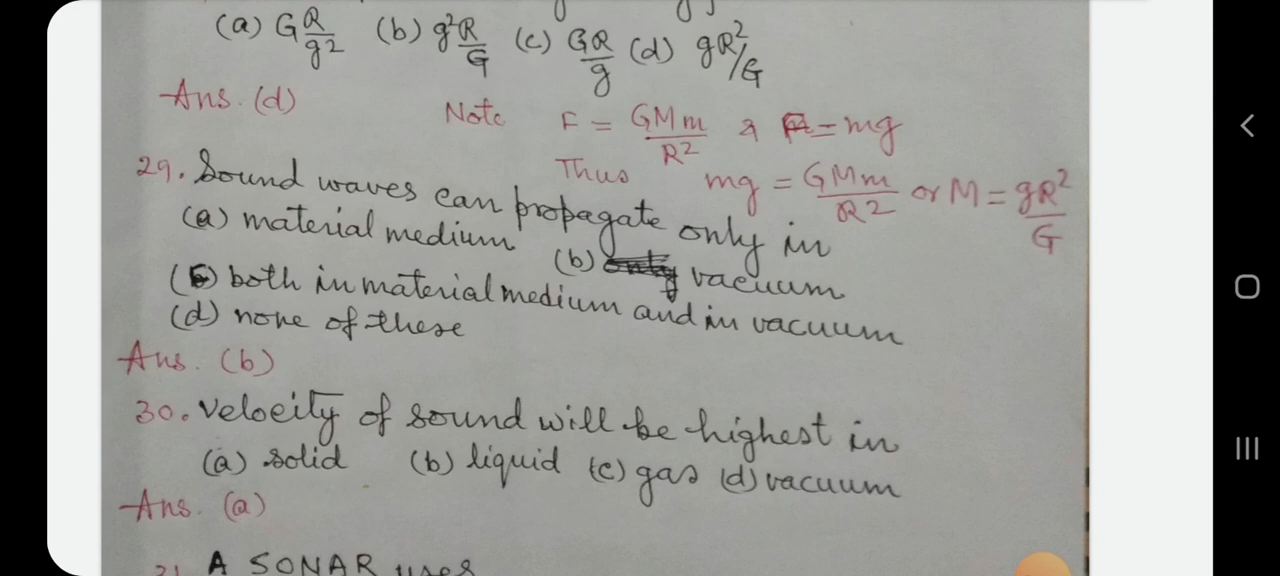 (a) G R/g² (b) g²R/G (c) GR/g (d) gR²/G
Ans. (d) Note F = GMm/R² & F = mg
Thus mg = GMm/R² or M = gR²/G
29. Sound waves can propagate only in
(a) material medium (b) vacuum
(c) both in material medium and in vacuum
(d) none of these
Ans. (b)
30. Velocity of sound will be highest in
(a) solid (b) liquid (c) gas (d) vacuum
Ans. (a)
31. A SONAR uses